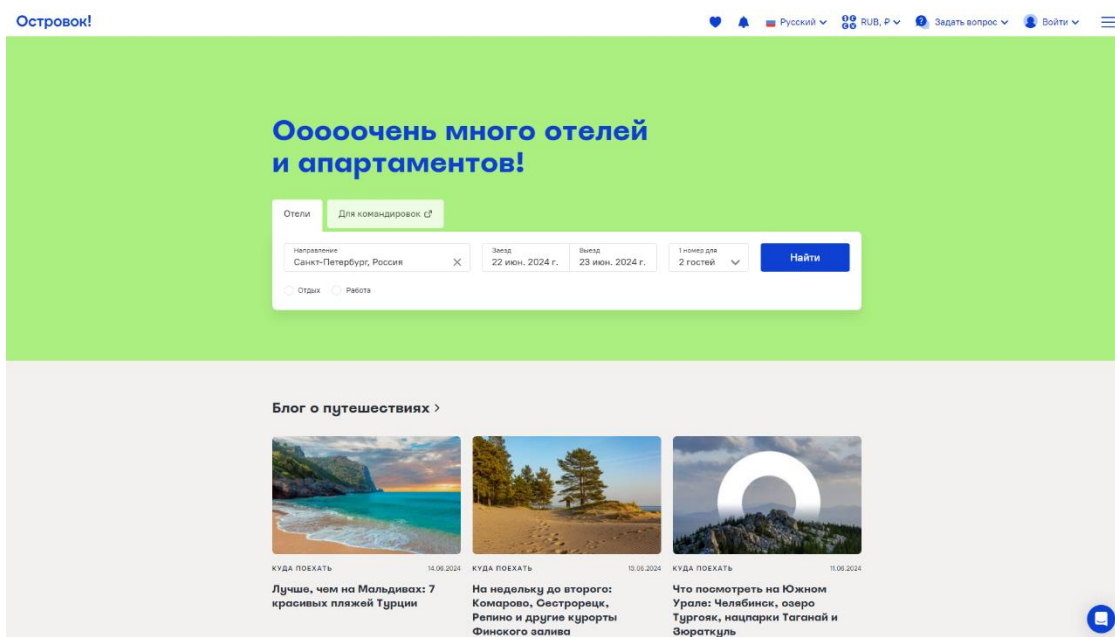 Островок!
Русский
RUB, ₽
Задать вопрос
Войти
Ооооочень много отелей
и апартаментов!
Отели
Для командировок
Направление
Санкт-Петербург, Россия
Заезд
22 июн. 2024 г.
Выезд
23 июн. 2024 г.
1 номер для
2 гостей
Найти
Отдых
Работа
Блог о путешествиях
КУДА ПОЕХАТЬ
14.06.2024
Лучше, чем на Мальдивах: 7
красивых пляжей Турции
КУДА ПОЕХАТЬ
13.06.2024
На недельку до второго:
Комарово, Сестрорецк,
Репино и другие курорты
Финского залива
КУДА ПОЕХАТЬ
11.06.2024
Что посмотреть на Южном
Урале: Челябинск, озеро
Тургояк, нацпарки Таганай и
Зюраткуль